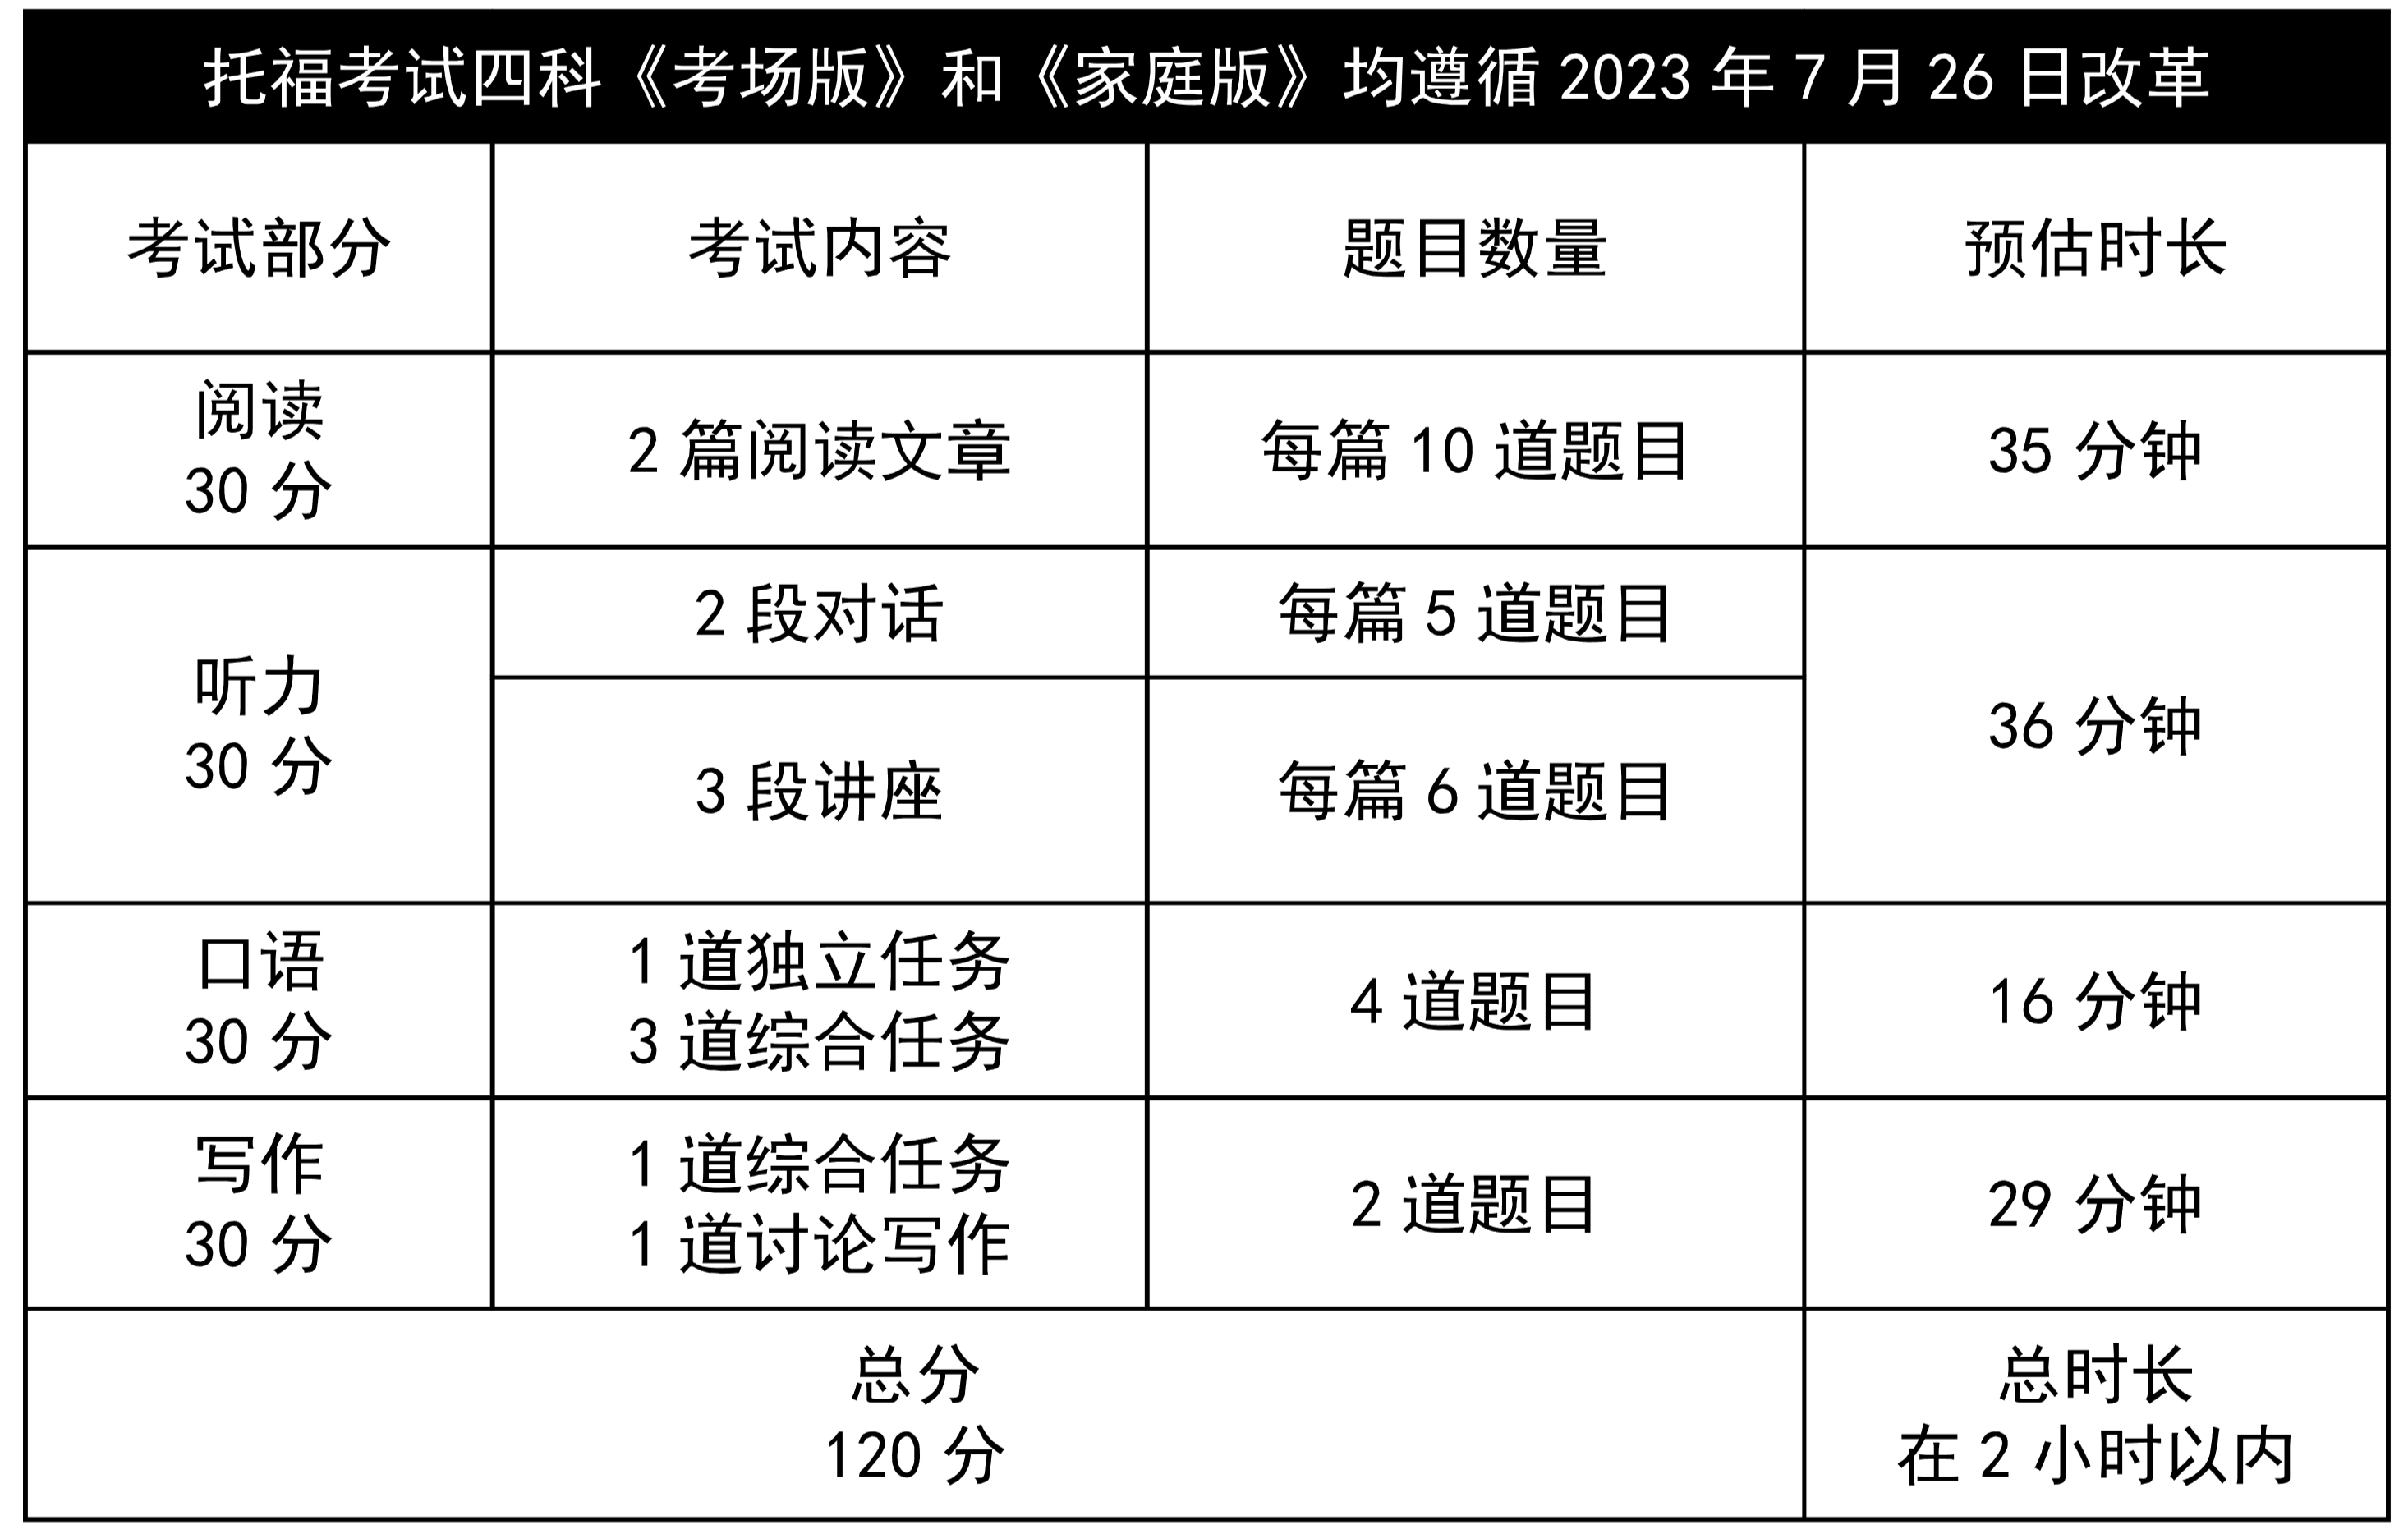 托福考试四科《考场版》和《家娃版》均遵循 2023 年 7 月 26 日改革
考试部分
考试内容
题目数量
预估时长
阅读
30 分
2 篇阅读文章
每篇 10 道题目
35 分钟
听力
30 分
2 段对话
每篇 5 道题目
3 段讲座
每篇 6 道题目
36 分钟
口语
30 分
1 道独立任务
3 道综合任务
4 道题目
16 分钟
写作
30 分
1 道综合任务
1 道讨论写作
2 道题目
29 分钟
总分
120 分
总时长
在 2 小时以内